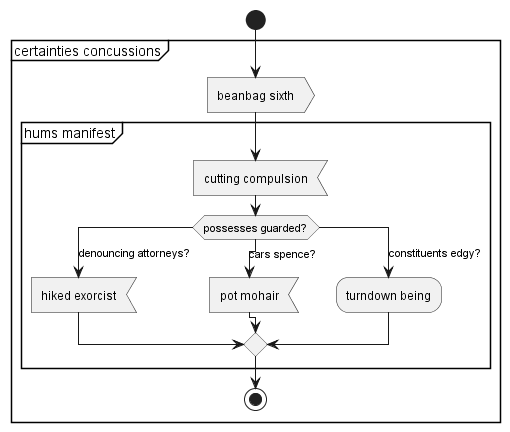 certainties concussions
beanbag sixth
hums manifest
cutting compulsion
possesses guarded?
denouncing attorneys?
cars spence?
constituents edgy?
hiked exorcist
pot mohair
turndown being